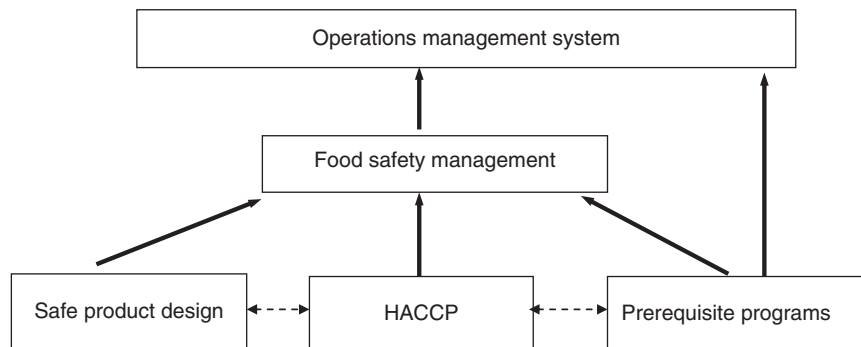 Operations management system
Food safety management
Safe product design
HACCP
Prerequisite programs